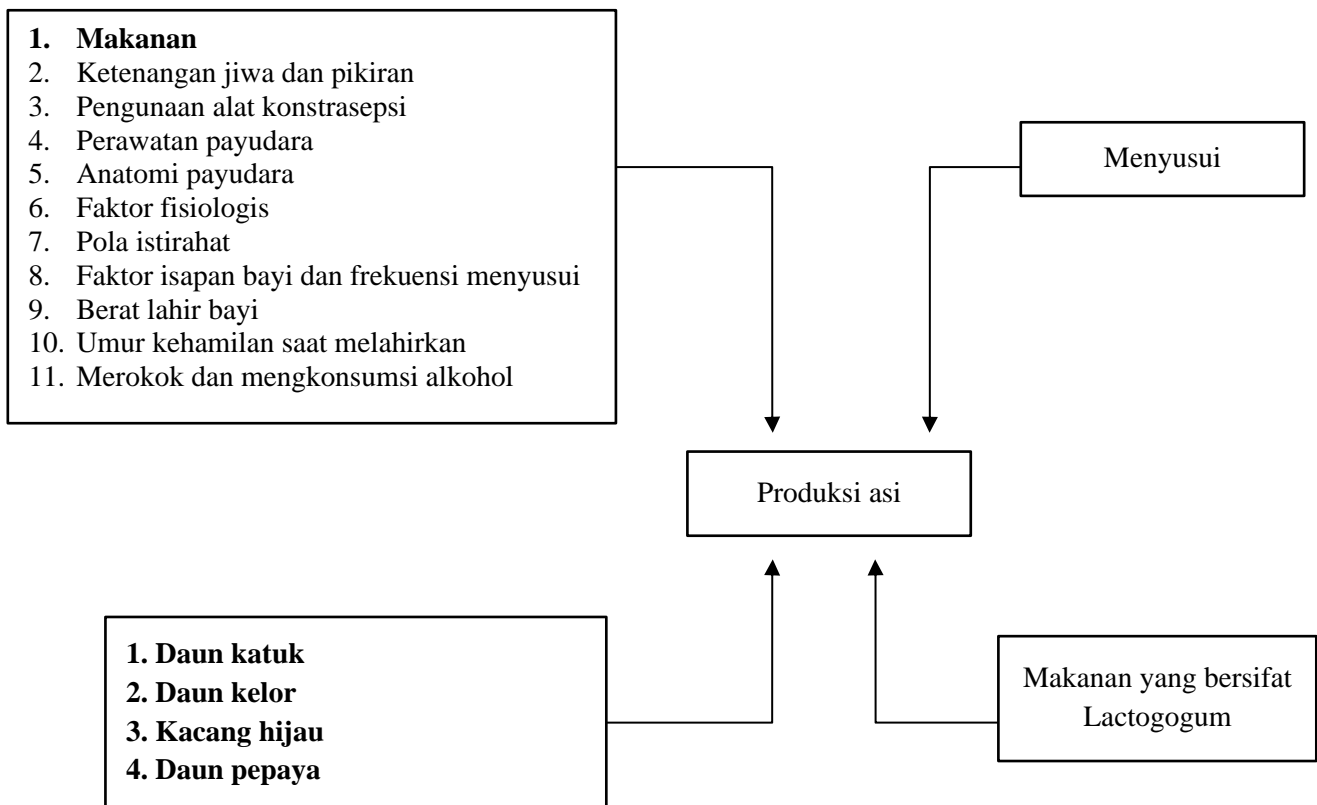 1. Makanan
2. Ketenangan jiwa dan pikiran
3. Pengunaan alat konstrasepsi
4. Perawatan payudara
5. Anatomi payudara
6. Faktor fisiologis
7. Pola istirahat
8. Faktor isapan bayi dan frekuensi menyusui
9. Berat lahir bayi
10. Umur kehamilan saat melahirkan
11. Merokok dan mengkonsumsi alkohol
Menyusui
Produksi asi
1. Daun katuk
2. Daun kelor
3. Kacang hijau
4. Daun pepaya
Makanan yang bersifat
Lactogogum